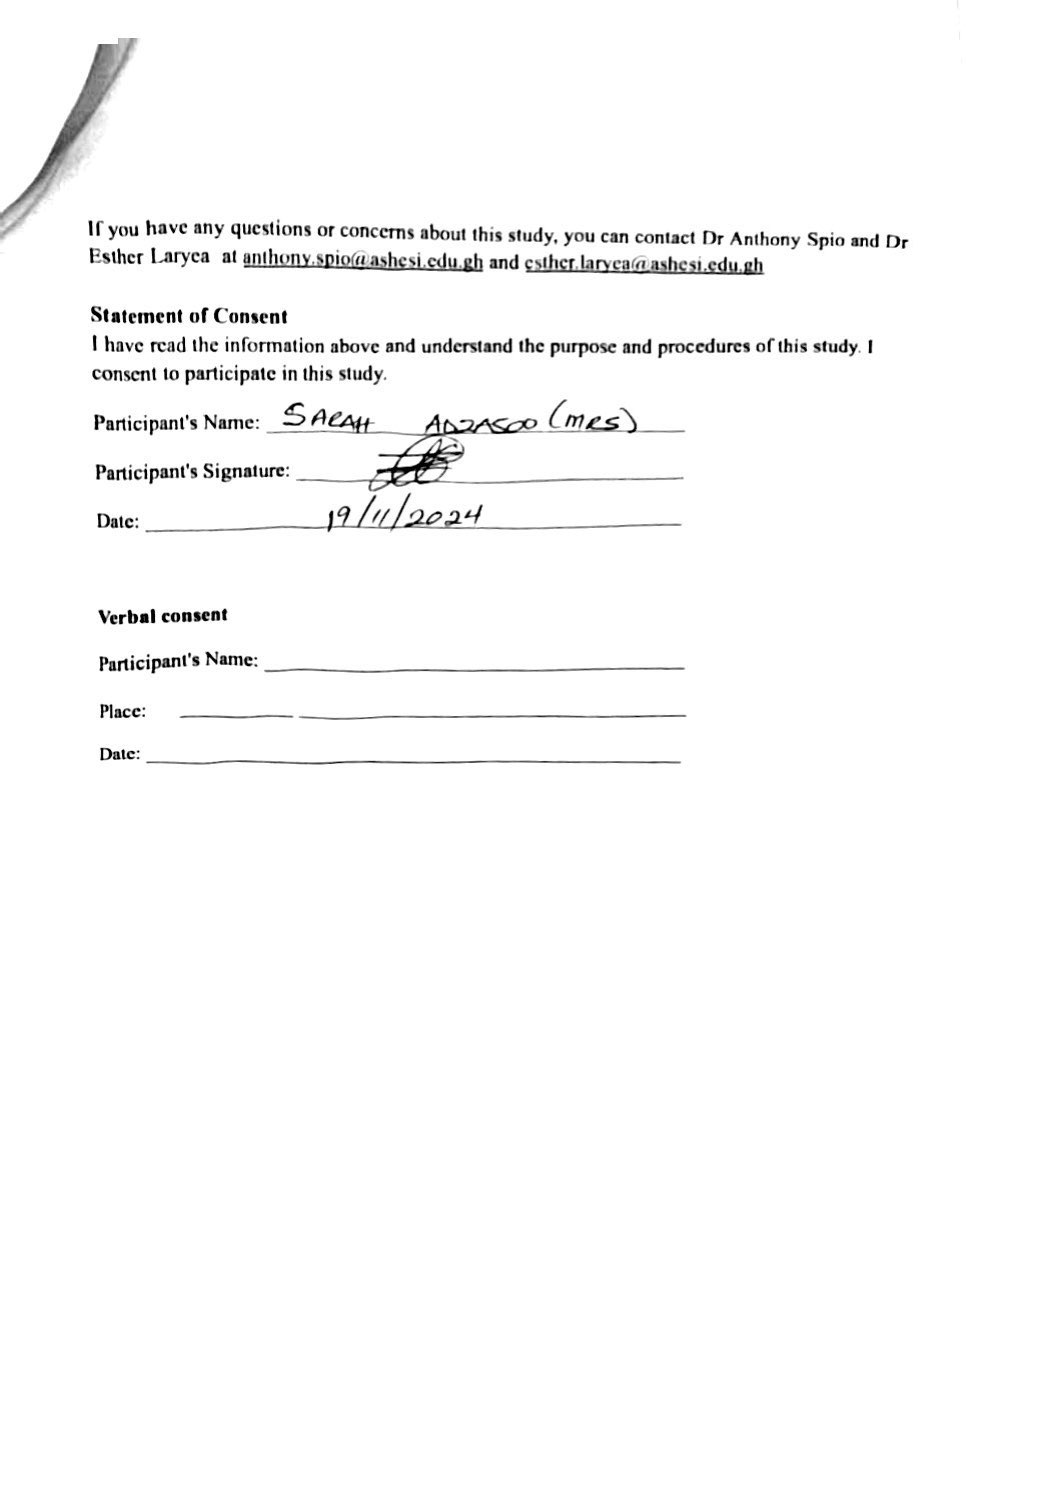 If you have any questions or concerns about this study, you can contact Dr Anthony Spio and Dr
Esther Laryea at anthony.spio@ashesi.edu.gh and esther.laryea@ashesi.edu.gh
Statement of Consent
I have read the information above and understand the purpose and procedures of this study. I
consent to participate in this study.
Participant's Name: SARAH (MRS)
Participant's Signature:
Date: 19/11/2024
Verbal consent
Participant's Name:
Place:
Date: